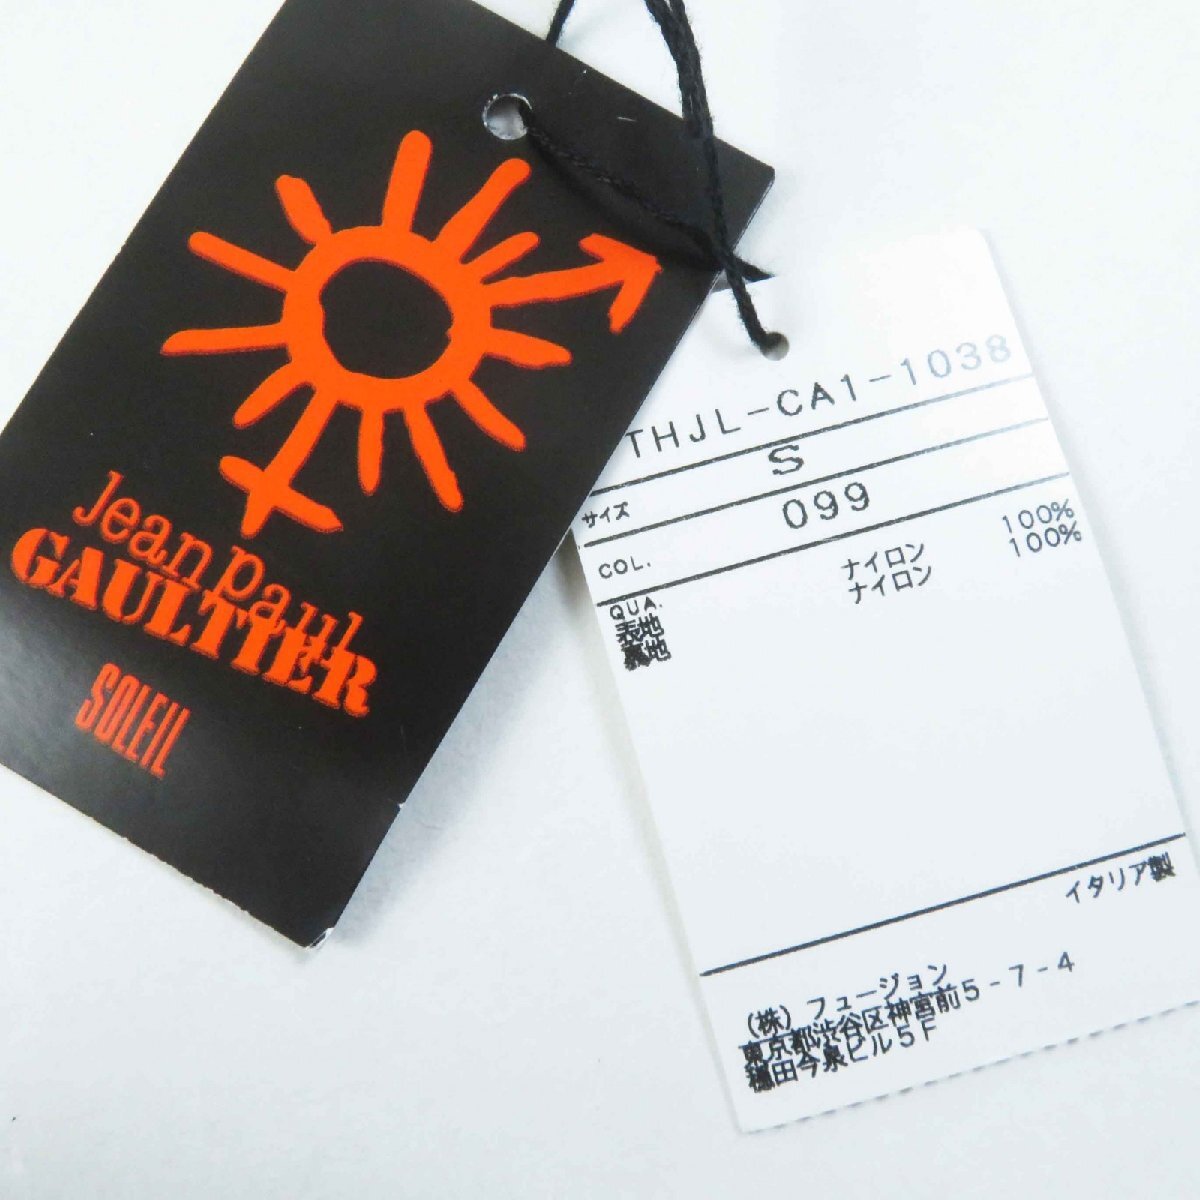 Jean Paul
GAULTIER
SOLEIL
THJL-CA1-1038
サイズ S
COL. 099
QUA.
表地 ナイロン 100%
裏地 ナイロン 100%
イタリア製
(株) フュージョン
東京都渋谷区神宮前5-7-4
穂田今泉ビル5F